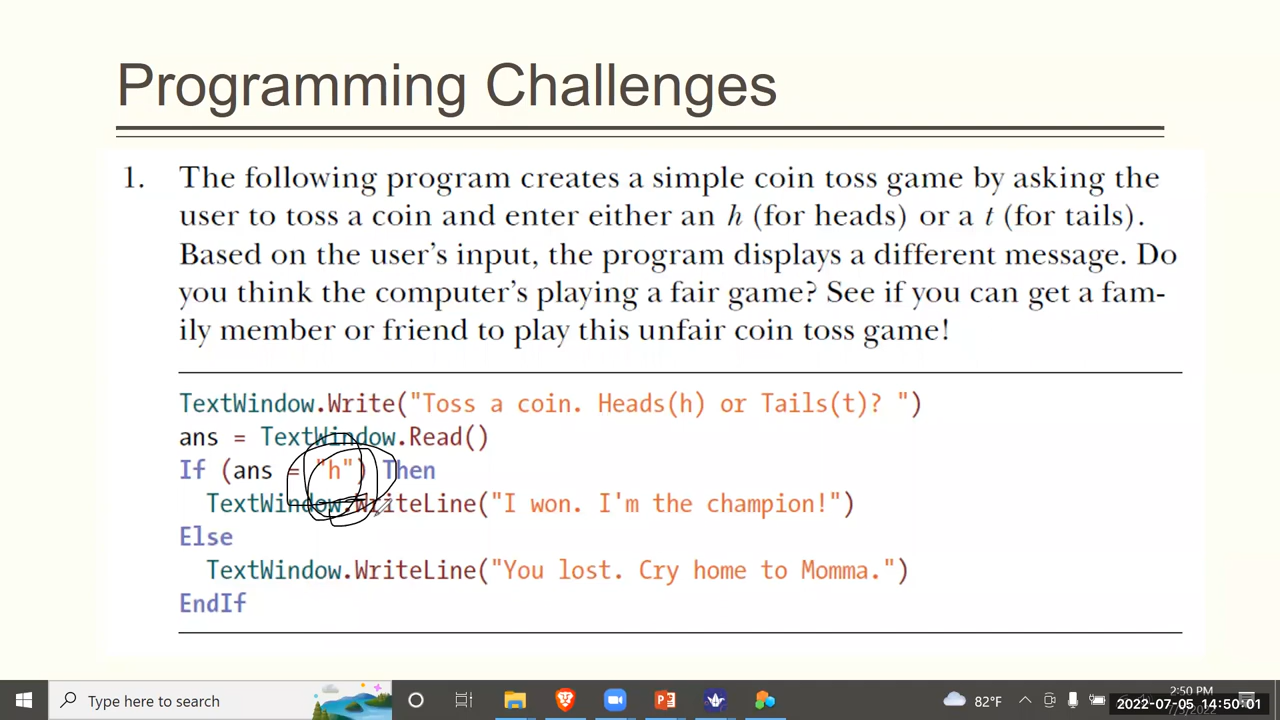 Programming Challenges
1. The following program creates a simple coin toss game by asking the
user to toss a coin and enter either an h (for heads) or a t (for tails).
Based on the user's input, the program displays a different message. Do
you think the computer's playing a fair game? See if you can get a fam-
ily member or friend to play this unfair coin toss game!
TextWindow.Write("Toss a coin. Heads(h) or Tails(t)? ")
ans = TextWindow.Read()
If (ans = "h") Then
TextWindow.WriteLine("I won. I'm the champion!")
Else
TextWindow.WriteLine("You lost. Cry home to Momma.")
EndIf
Type here to search
82°F
2:50 PM
2022-07-05 14:50:01